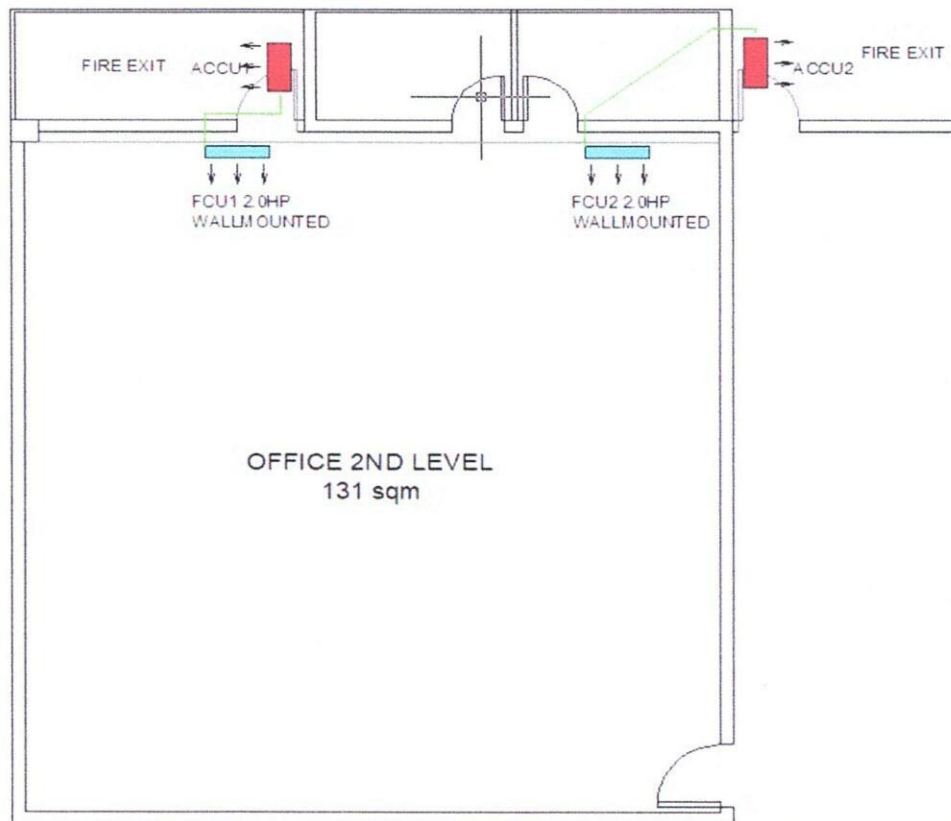 FIRE EXIT
ACCU1
ACCU2
FIRE EXIT
FCU1 2.0HP
WALLMOUNTED
FCU2 2.0HP
WALLMOUNTED
OFFICE 2ND LEVEL
131 sqm